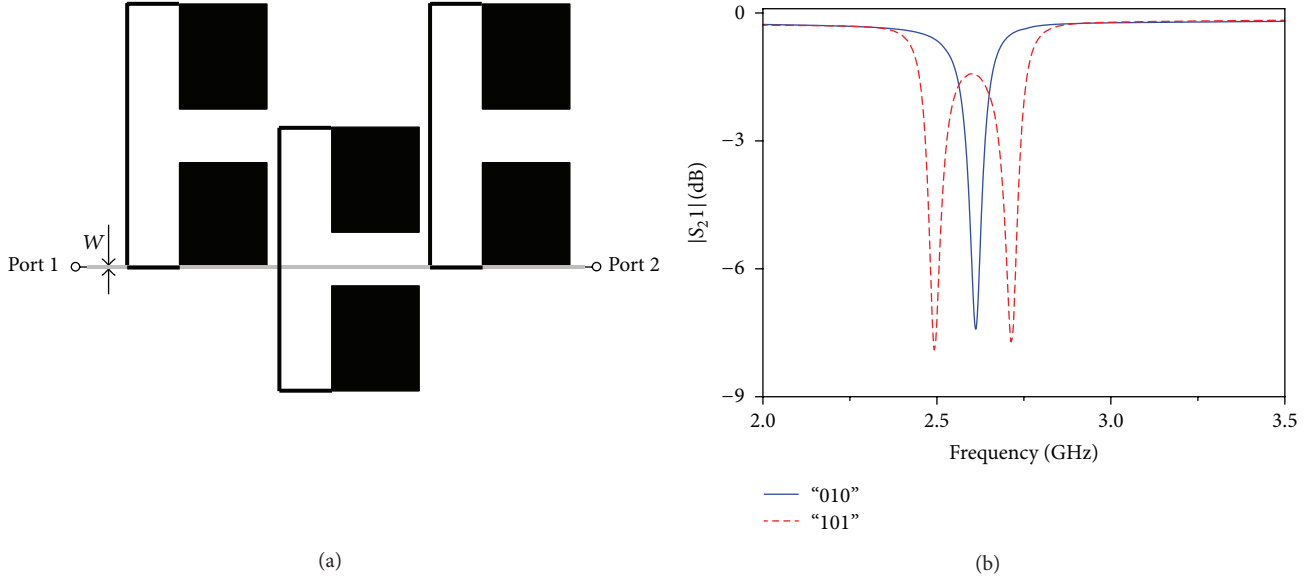 W
Port 1
Port 2
(a)
0
−3
−6
−9
|S₂1| (dB)
2.0
2.5
3.0
3.5
Frequency (GHz)
“010”
“101”
(b)